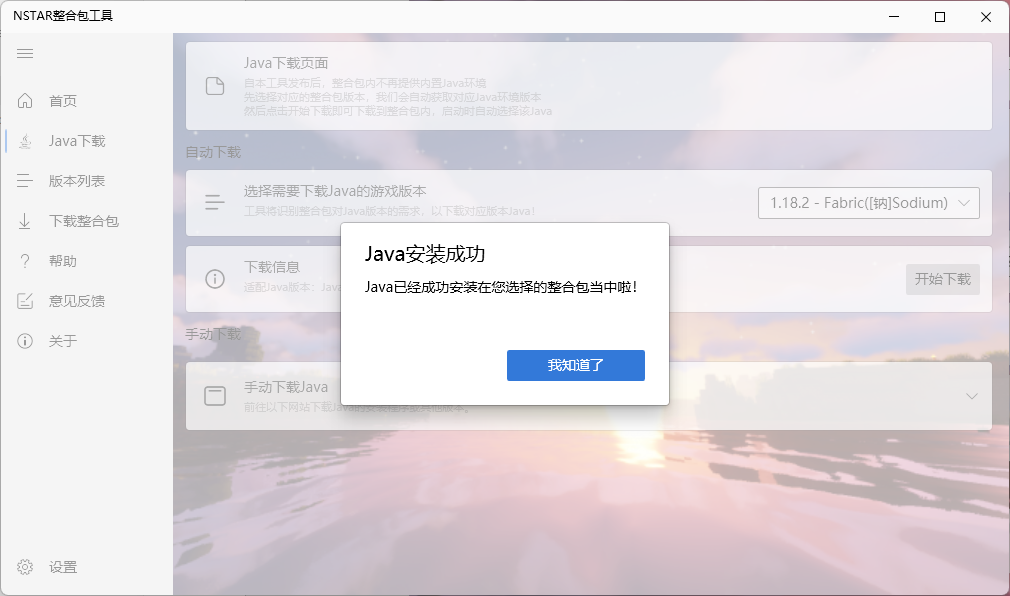 NSTAR整合包工具
首页
Java下载
版本列表
下载整合包
帮助
意见反馈
关于
设置
Java下载页面
自本工具发布后，整合包内不再提供内置Java环境
先选择对应的整合包版本，我们会自动获取对应Java环境版本
然后点击开始下载即可下载到整合包内，启动时自动选择该Java
自动下载
选择需要下载Java的游戏版本
工具将识别整合包对Java版本的需求，以下载对应版本Java！
1.18.2 - Fabric([钠]Sodium)
下载信息
适配Java版本：Java
开始下载
手动下载
手动下载Java
前往以下网站下载Java的安装程序或其他版本。
Java安装成功
Java已经成功安装在您选择的整合包当中啦！
我知道了